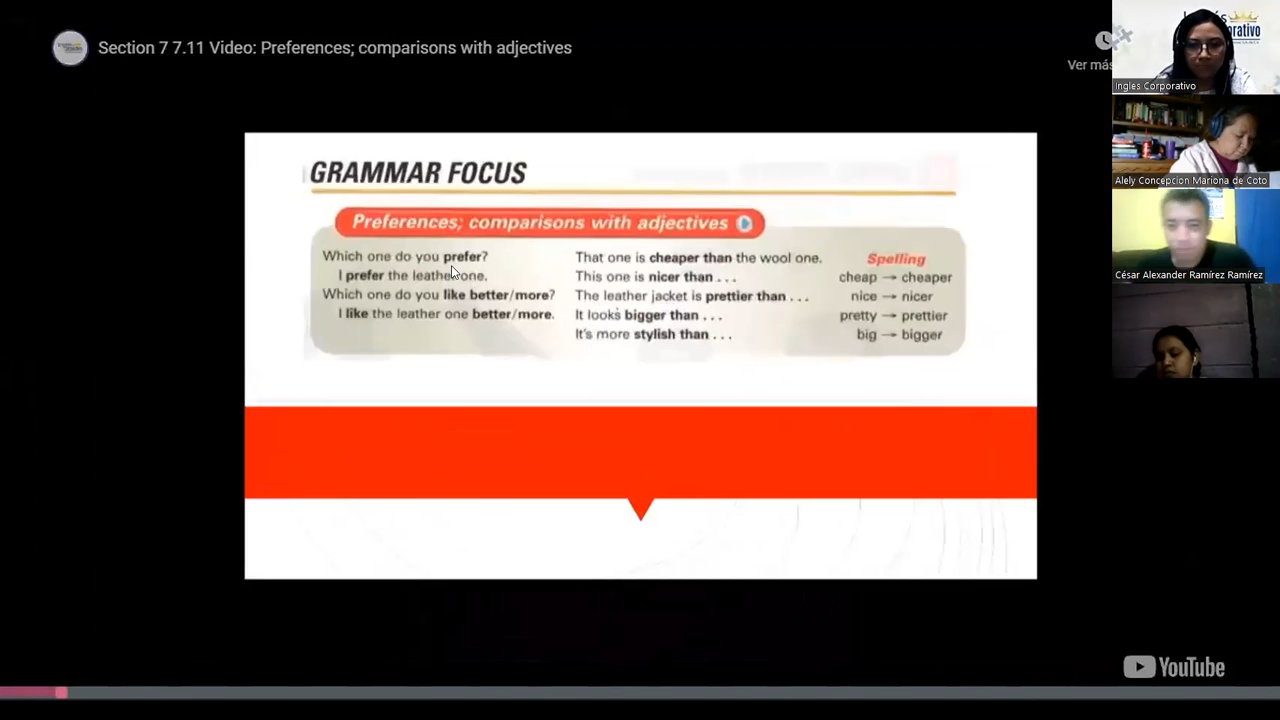 Section 7 7.11 Video: Preferences; comparisons with adjectives
Ver más
GRAMMAR FOCUS
Preferences; comparisons with adjectives
Which one do you prefer?
I prefer the leather one.
Which one do you like better/more?
I like the leather one better/more.
That one is cheaper than the wool one.
This one is nicer than . . .
The leather jacket is prettier than . . .
It looks bigger than . . .
It's more stylish than . . .
Spelling
cheap → cheaper
nice → nicer
pretty → prettier
big → bigger
Ingles Corporativo
Alely Concepcion Mariona de Coto
César Alexander Ramírez Ramírez
YouTube